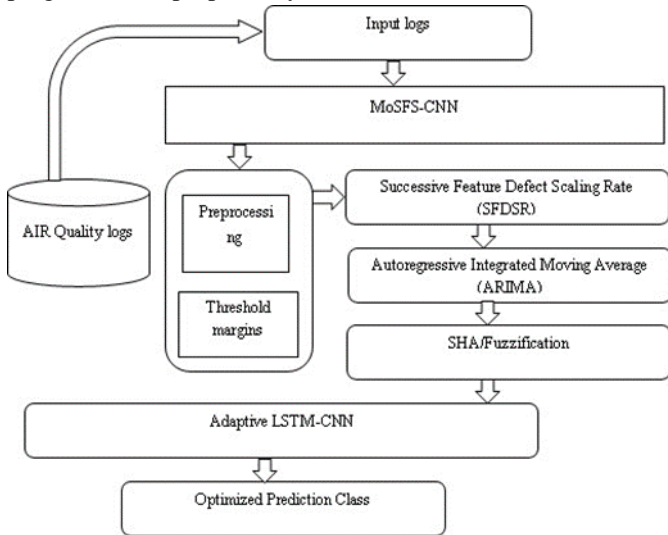 Input logs
MoSFS-CNN
AIR Quality logs
Preprocessi
ng
Threshold
margins
Successive Feature Defect Scaling Rate
(SFDSR)
Autoregressive Integrated Moving Average
(ARIMA)
SHA/Fuzzification
Adaptive LSTM-CNN
Optimized Prediction Class